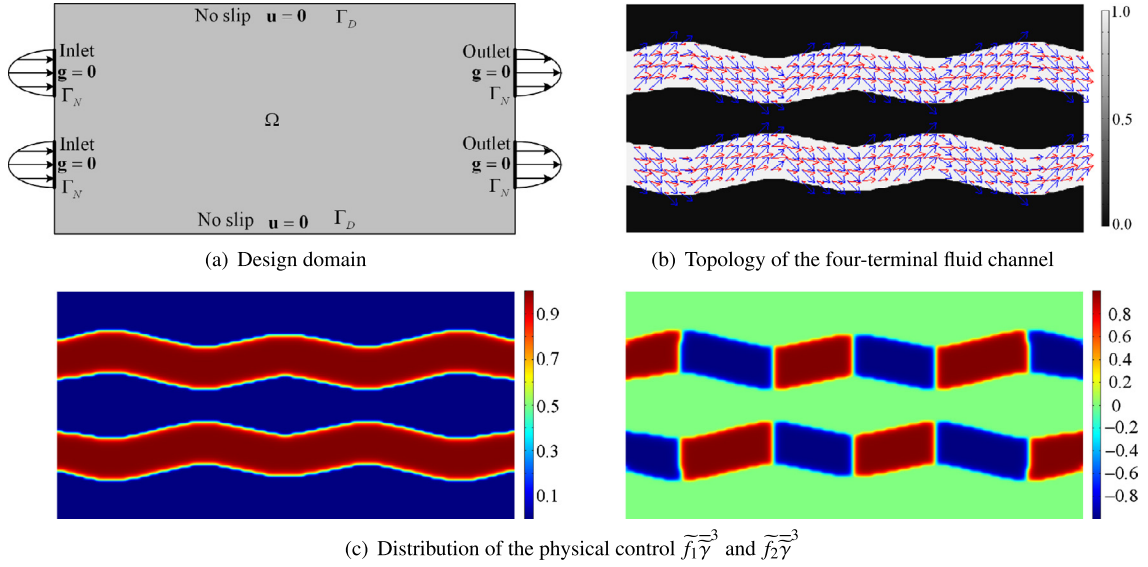 No slip u = 0 Γ_D
Inlet
g = 0
Γ_N
Outlet
g = 0
Γ_N
Ω
Inlet
g = 0
Γ_N
Outlet
g = 0
Γ_N
No slip u = 0 Γ_D
(a) Design domain
1.0
0.5
0.0
(b) Topology of the four-terminal fluid channel
0.9
0.7
0.5
0.3
0.1
0.8
0.6
0.4
0.2
0
−0.2
−0.4
−0.6
−0.8
(c) Distribution of the physical control f̃₁γ̃̄³ and f̃₂γ̃̄³